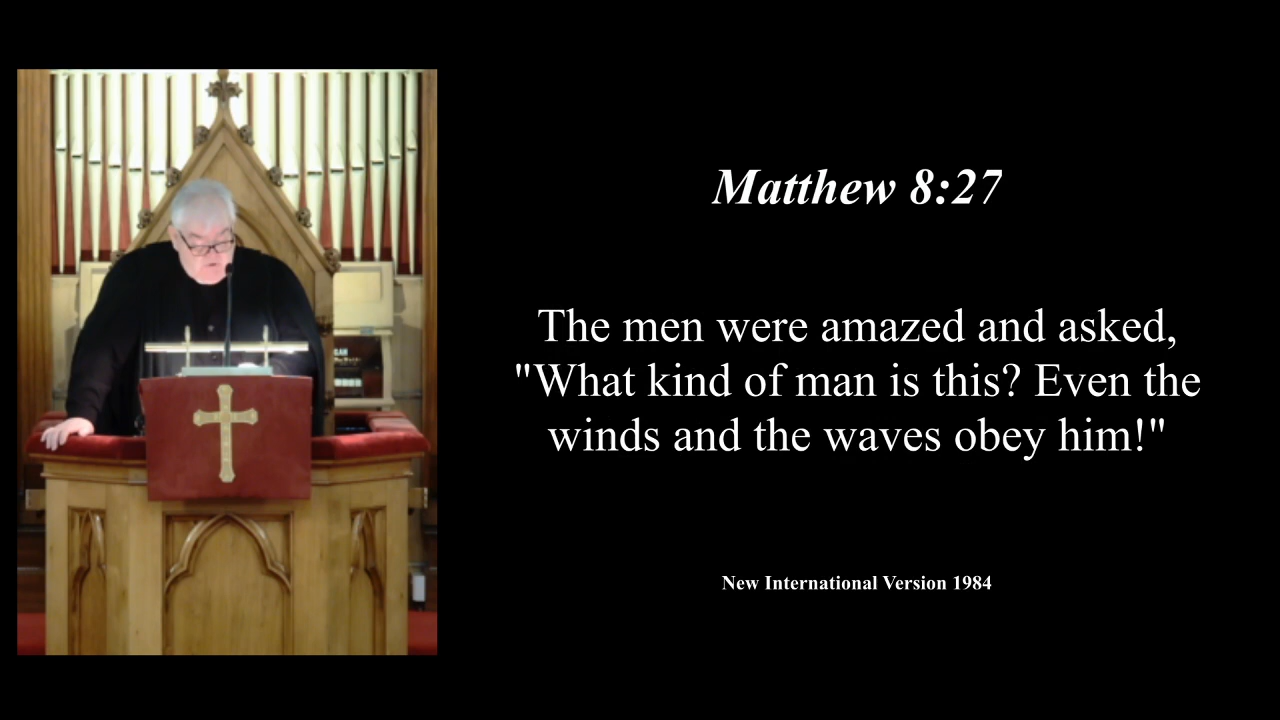 Matthew 8:27
The men were amazed and asked,
"What kind of man is this? Even the
winds and the waves obey him!"
New International Version 1984